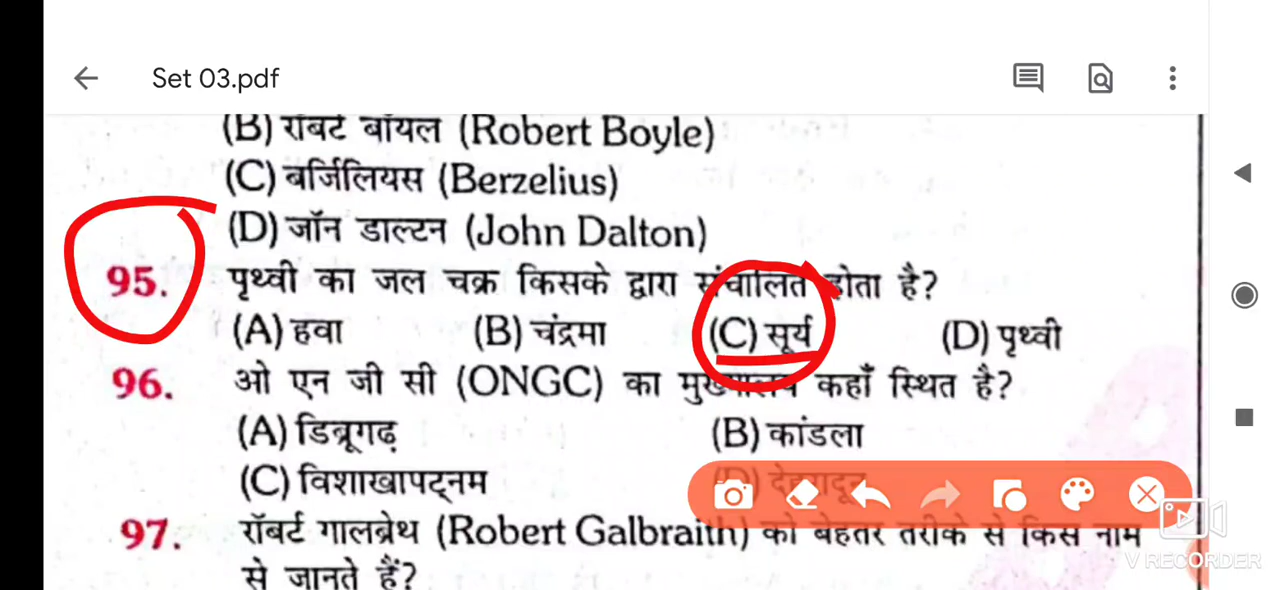 Set 03.pdf
(B) रॉबर्ट बॉयल (Robert Boyle)
(C) बर्जिलियस (Berzelius)
(D) जॉन डाल्टन (John Dalton)
95. पृथ्वी का जल चक्र किसके द्वारा संचालित होता है?
(A) हवा (B) चंद्रमा (C) सूर्य (D) पृथ्वी
96. ओ एन जी सी (ONGC) का मुख्यालय कहाँ स्थित है?
(A) डिब्रूगढ़ (B) कांडला
(C) विशाखापट्नम (D) देहरादून
97. रॉबर्ट गालब्रेथ (Robert Galbraith) को बेहतर तरीके से किस नाम
से जानते हैं?
V RECORDER